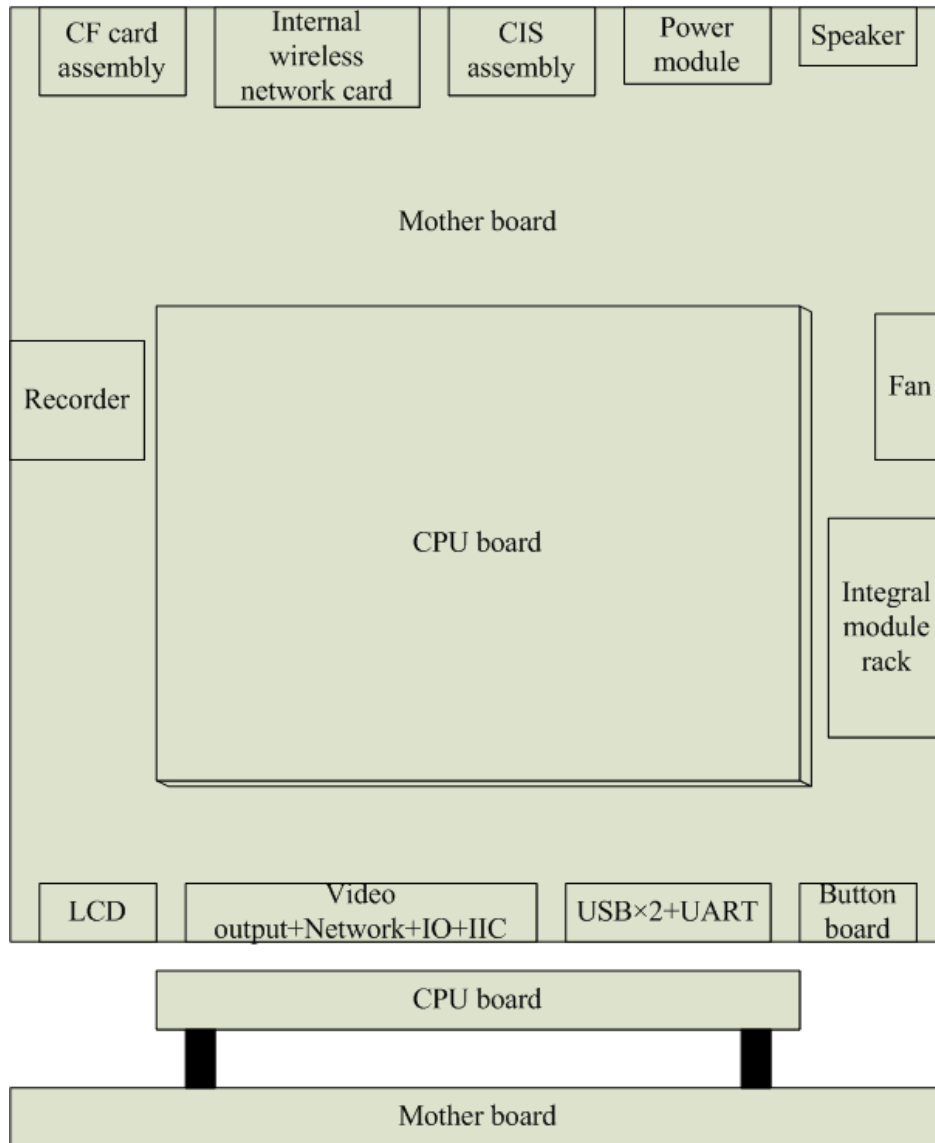 CF card
assembly
Internal
wireless
network card
CIS
assembly
Power
module
Speaker
Mother board
Recorder
Fan
CPU board
Integral
module
rack
LCD
Video
output+Network+IO+IIC
USB×2+UART
Button
board
CPU board
Mother board